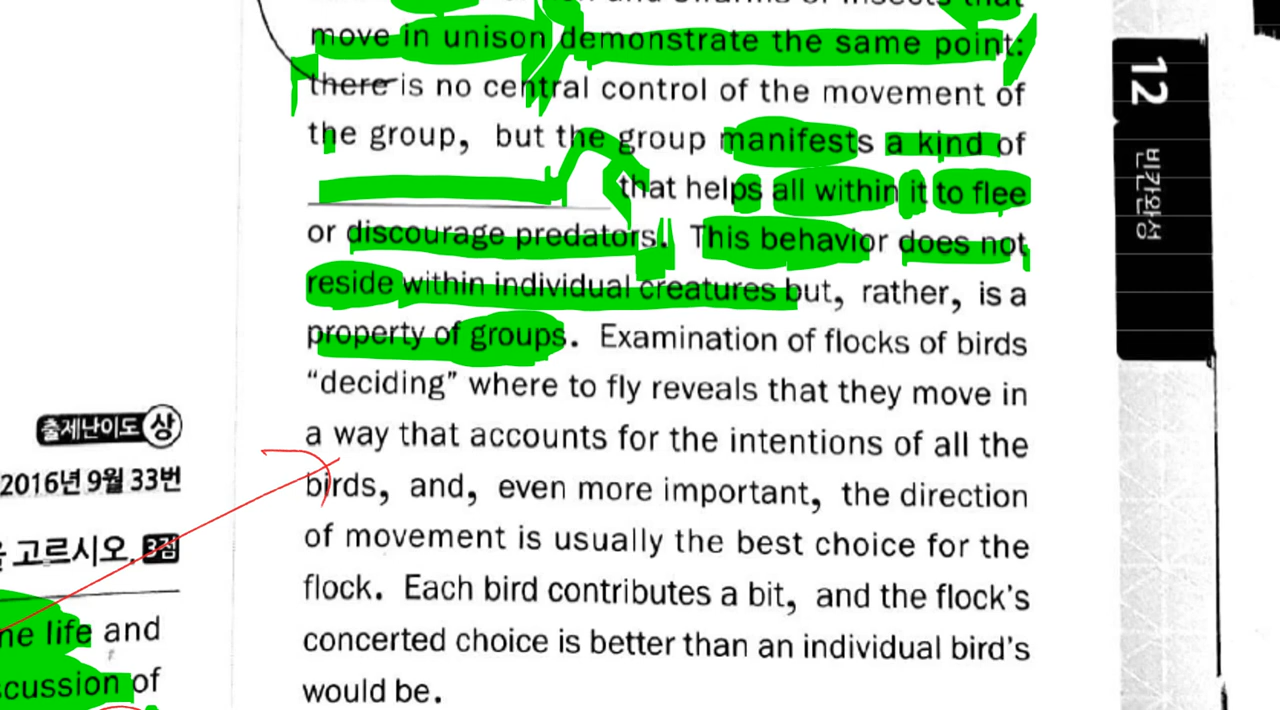 move in unison demonstrate the same point:
there is no central control of the movement of
the group, but the group manifests a kind of
that helps all within it to flee
or discourage predators. This behavior does not
reside within individual creatures but, rather, is a
property of groups. Examination of flocks of birds
“deciding” where to fly reveals that they move in
a way that accounts for the intentions of all the
birds, and, even more important, the direction
of movement is usually the best choice for the
flock. Each bird contributes a bit, and the flock’s
concerted choice is better than an individual bird’s
would be.
출제난이도 상
2016년 9월 33번
고르시오. 3점
life and
of
12
빈칸완성